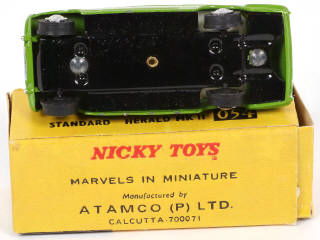 STANDARD HERALD MK II 054
NICKY TOYS
MARVELS IN MINIATURE
Manufactured by
ATAMCO (P) LTD.
CALCUTTA-700071